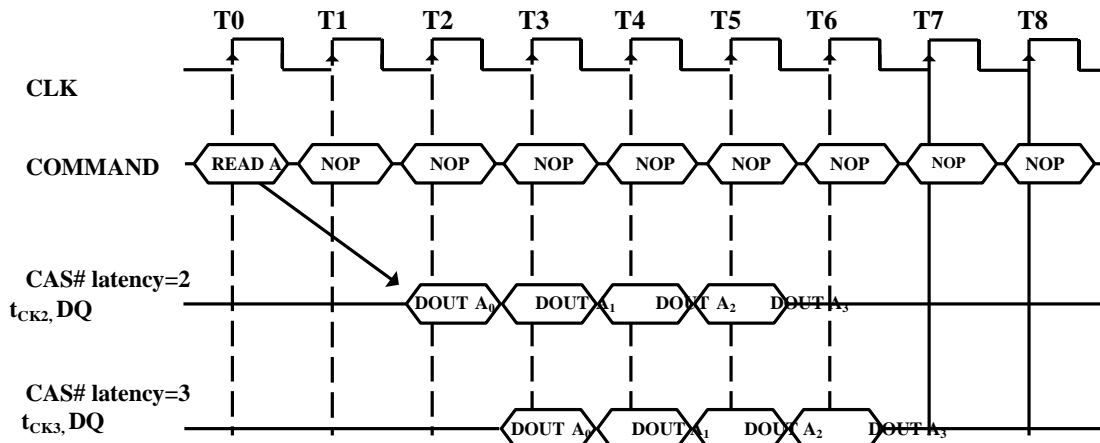 T0 T1 T2 T3 T4 T5 T6 T7 T8
CLK
COMMAND READ A NOP NOP NOP NOP NOP NOP NOP NOP
CAS# latency=2
tCK2, DQ DOUT A0 DOUT A1 DOUT A2 DOUT A3
CAS# latency=3
tCK3, DQ DOUT A0 DOUT A1 DOUT A2 DOUT A3